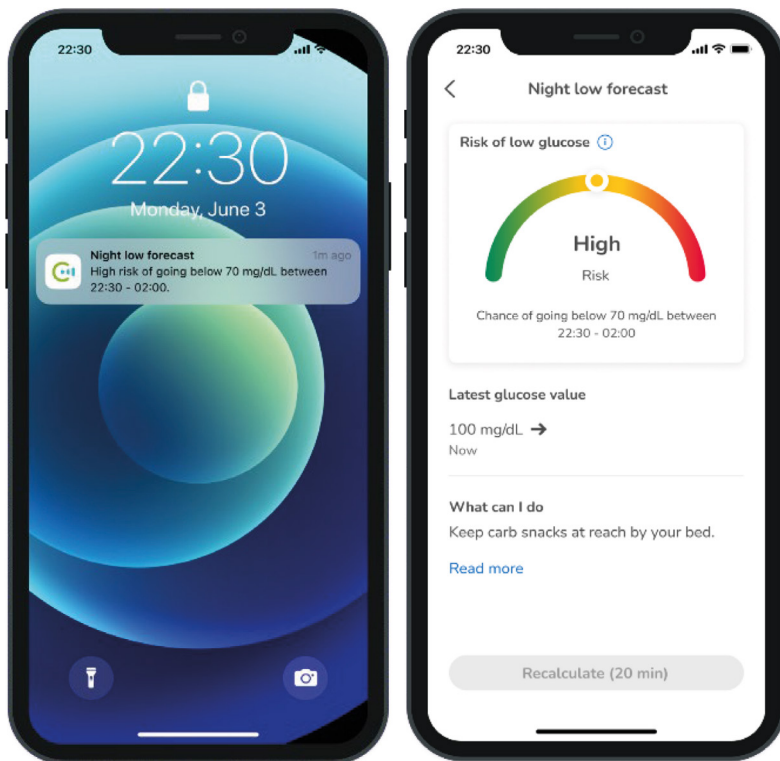 22:30
22:30
Monday, June 3
Night low forecast 1m ago
High risk of going below 70 mg/dL between
22:30 - 02:00.
22:30
Night low forecast
Risk of low glucose
High
Risk
Chance of going below 70 mg/dL between
22:30 - 02:00
Latest glucose value
100 mg/dL
Now
What can I do
Keep carb snacks at reach by your bed.
Read more
Recalculate (20 min)